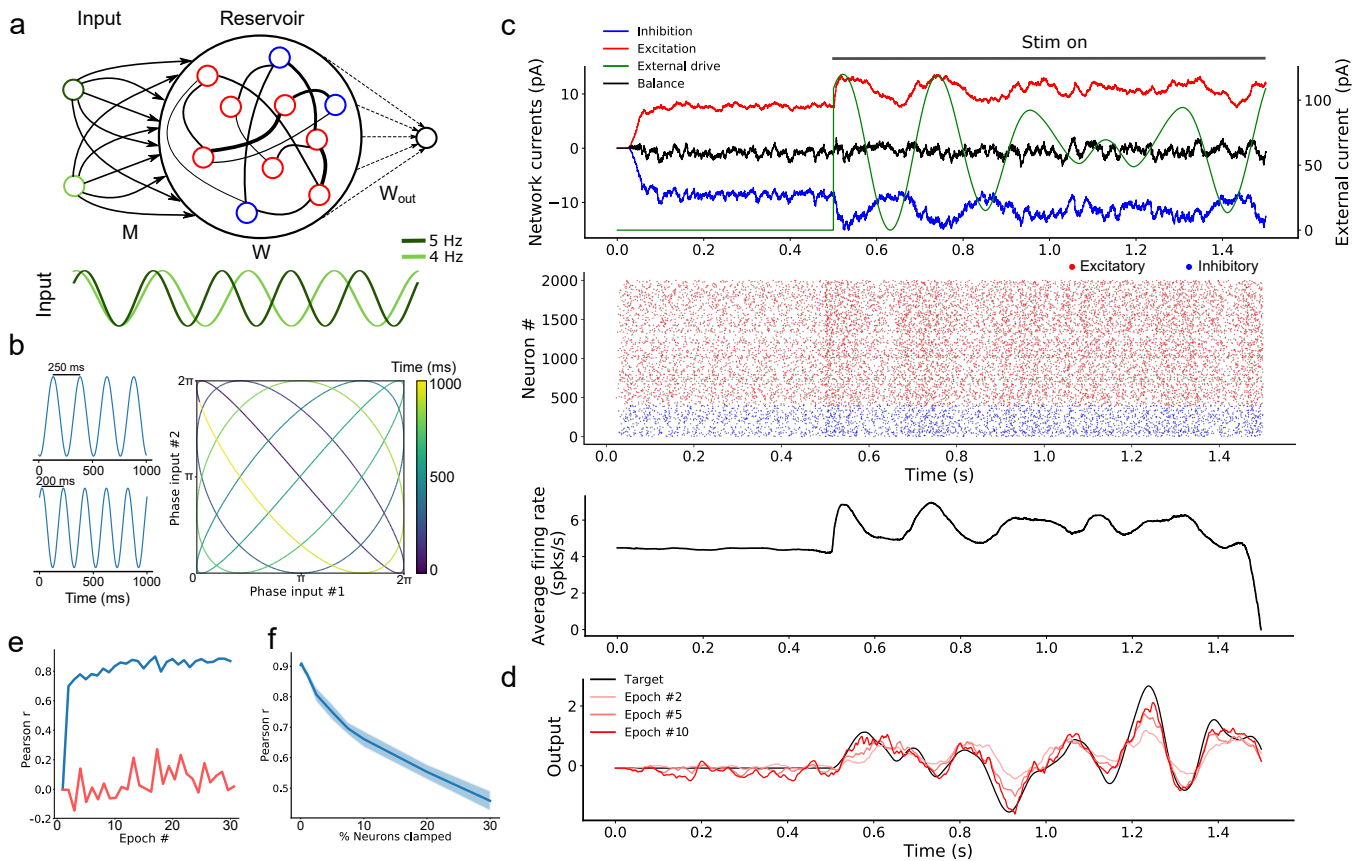 a
Input
Reservoir
M
W
W_out
5 Hz
4 Hz
Input
b
250 ms
0
500
1000
200 ms
0
500
1000
Time (ms)
2π
π
0
π
2π
Phase input #2
Phase input #1
Time (ms)
1000
500
0
c
Inhibition
Excitation
External drive
Balance
Stim on
Network currents (pA)
10
0
−10
External current (pA)
100
50
0
0.0
0.2
0.4
0.6
0.8
1.0
1.2
1.4
Excitatory
Inhibitory
Neuron #
2000
1500
1000
500
0
0.0
0.2
0.4
0.6
0.8
1.0
1.2
1.4
Time (s)
Average firing rate
(spks/s)
6
4
2
0
0.0
0.2
0.4
0.6
0.8
1.0
1.2
1.4
d
Target
Epoch #2
Epoch #5
Epoch #10
Output
2
0
0.0
0.2
0.4
0.6
0.8
1.0
1.2
1.4
Time (s)
e
Pearson r
0.8
0.6
0.4
0.2
0.0
-0.2
0
10
20
30
Epoch #
f
Pearson r
0.9
0.8
0.7
0.6
0.5
0
10
20
30
% Neurons clamped